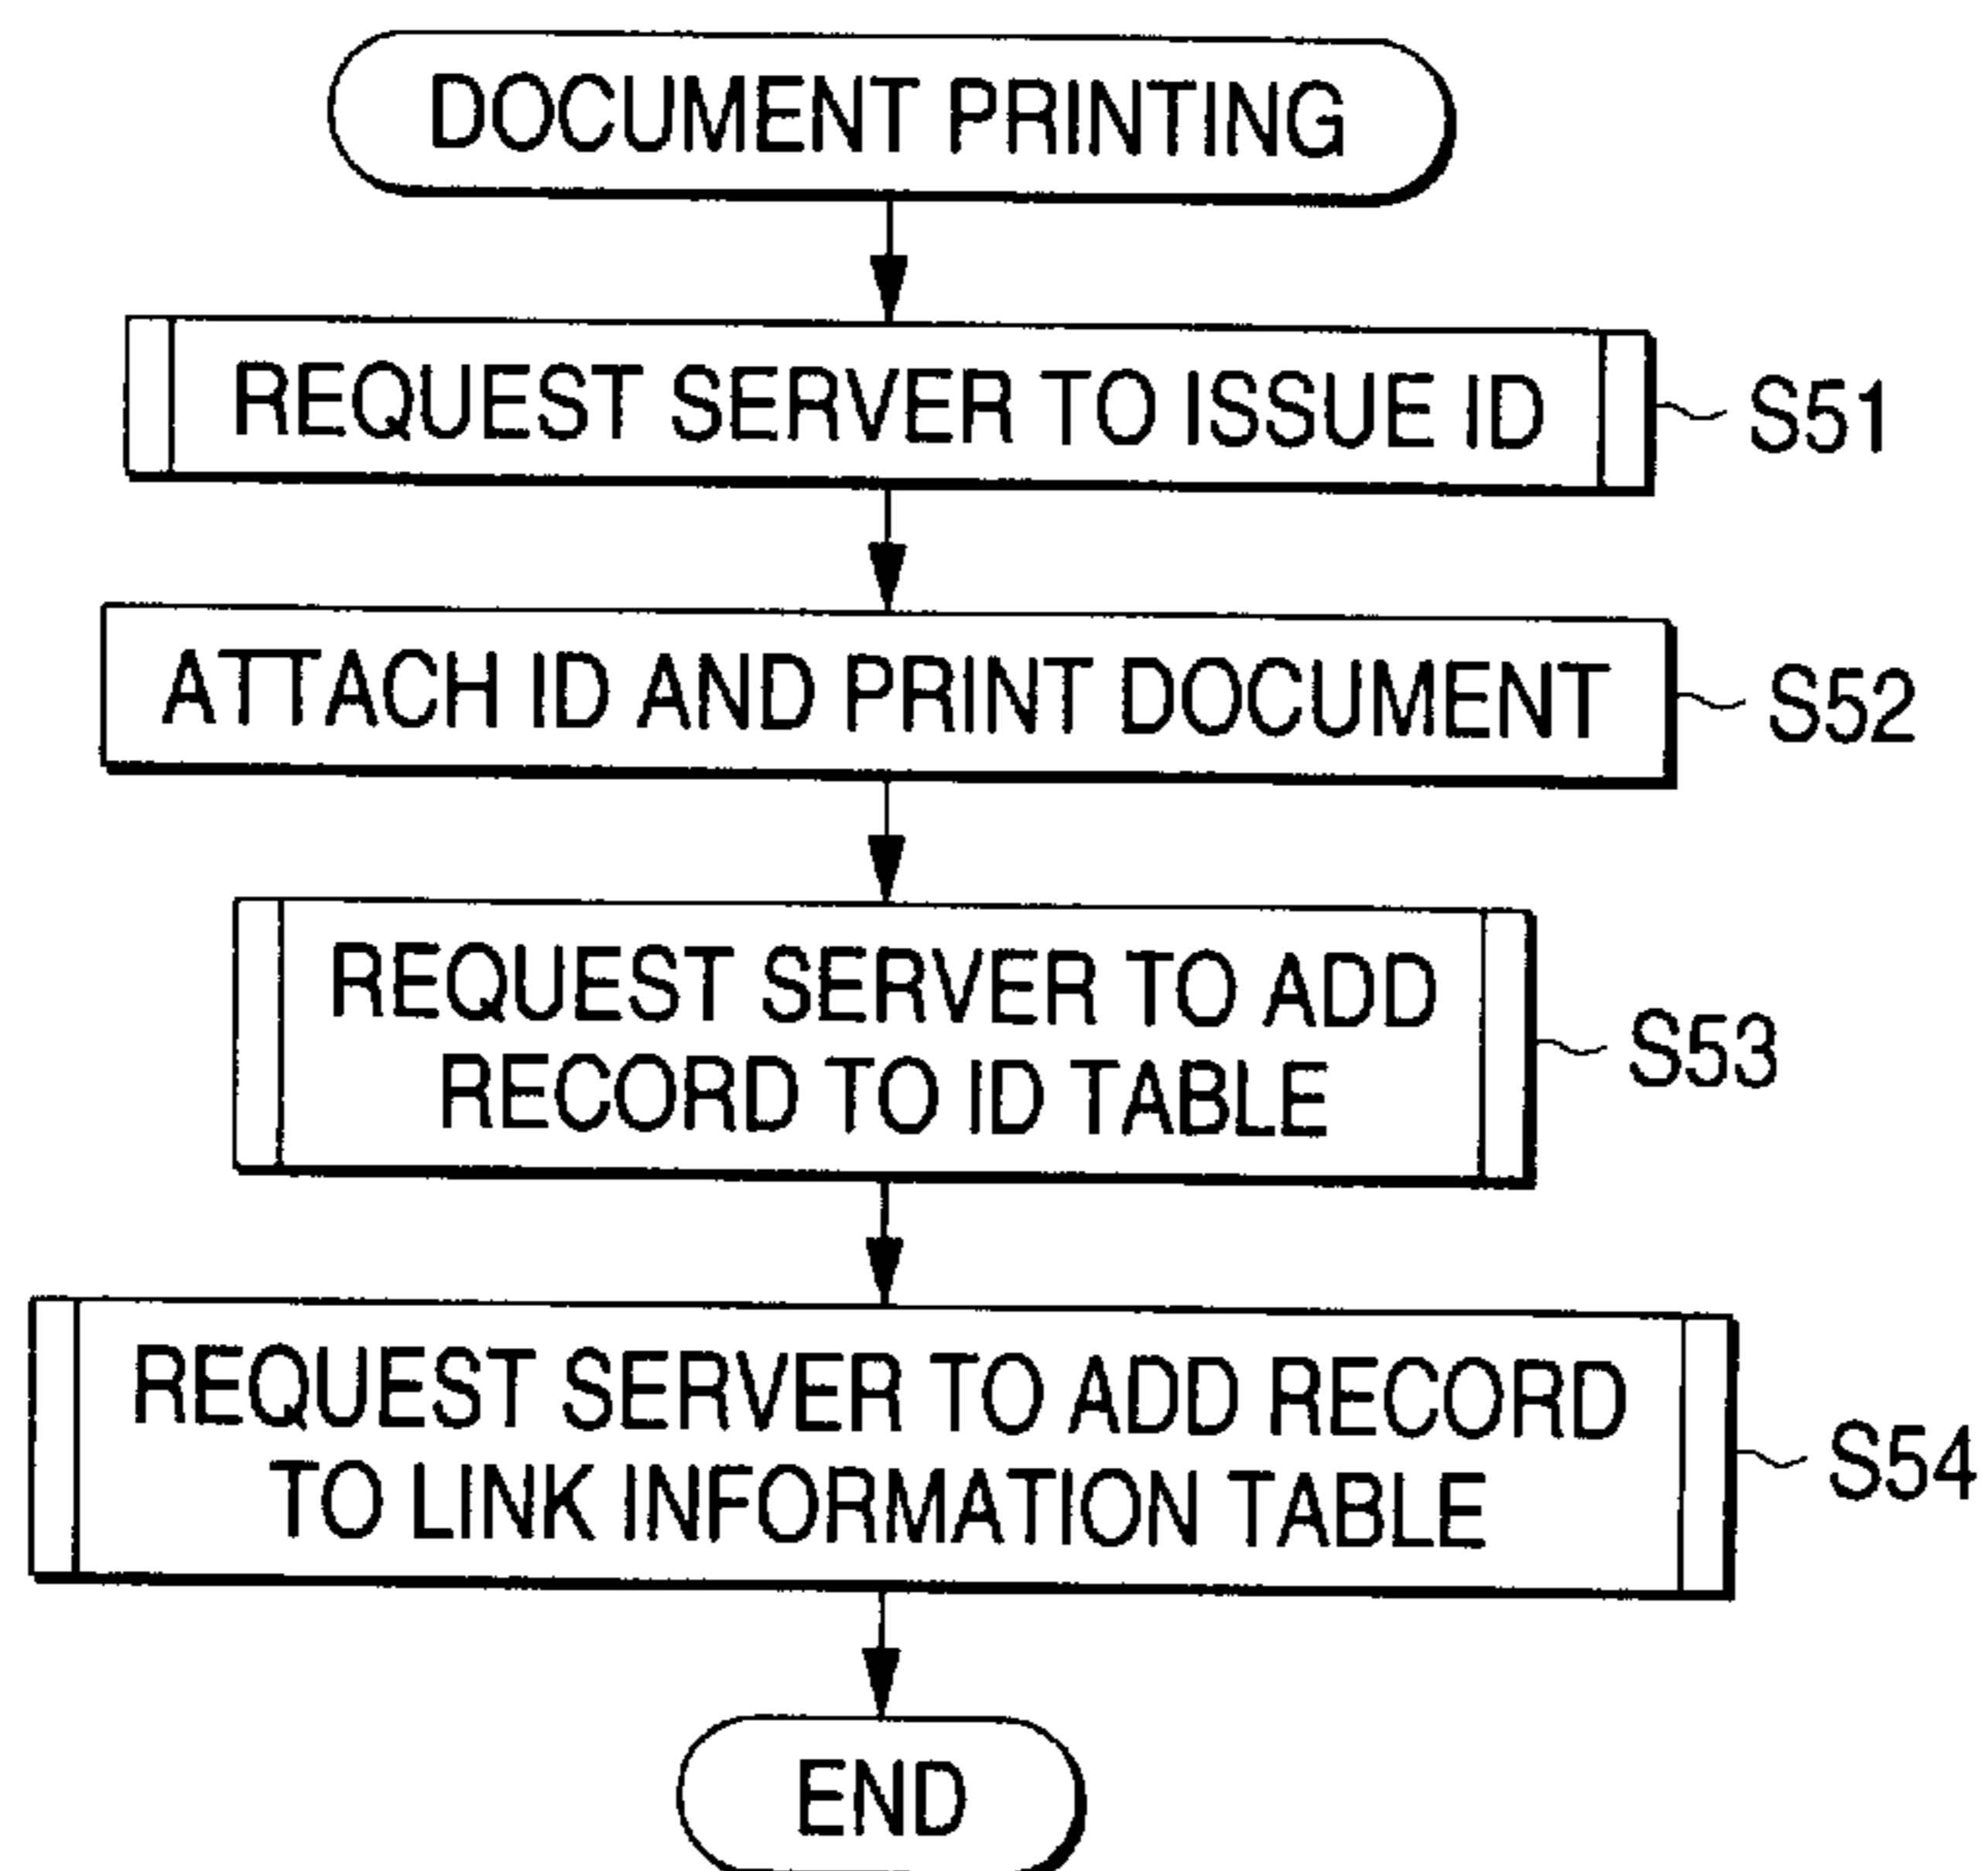 DOCUMENT PRINTING
REQUEST SERVER TO ISSUE ID
S51
ATTACH ID AND PRINT DOCUMENT
S52
REQUEST SERVER TO ADD
RECORD TO ID TABLE
S53
REQUEST SERVER TO ADD RECORD
TO LINK INFORMATION TABLE
S54
END